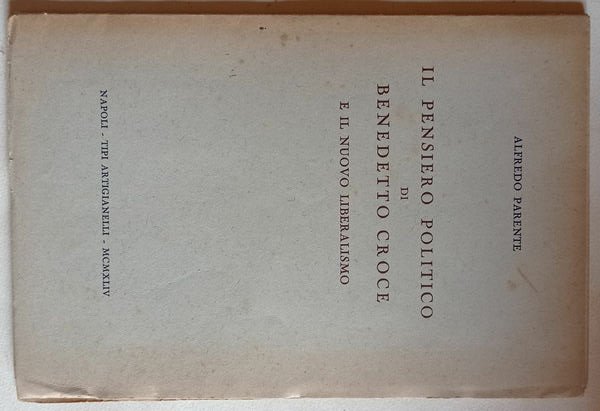 ALFREDO PARENTE
IL PENSIERO POLITICO
DI
BENEDETTO CROCE
E IL NUOVO LIBERALISMO
NAPOLI - TIPI ARTIGIANELLI - MCMXLIV